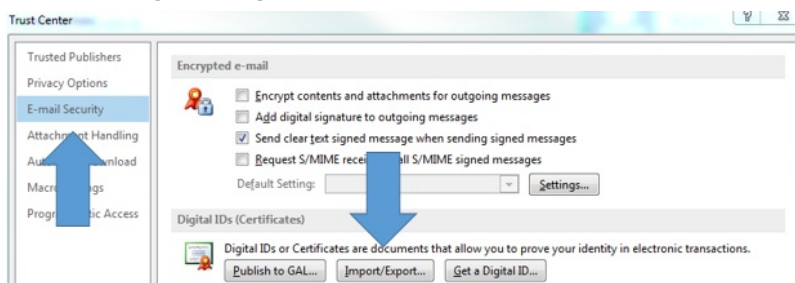 Trust Center
Trusted Publishers
Privacy Options
E-mail Security
Attachment Handling
Download
Macro
Access
Encrypted e-mail
Encrypt contents and attachments for outgoing messages
Add digital signature to outgoing messages
Send clear text signed message when sending signed messages
Request S/MIME all S/MIME signed messages
Default Setting:
Settings...
Digital IDs (Certificates)
Digital IDs or Certificates are documents that allow you to prove your identity in electronic transactions.
Publish to GAL... Import/Export... Get a Digital ID...